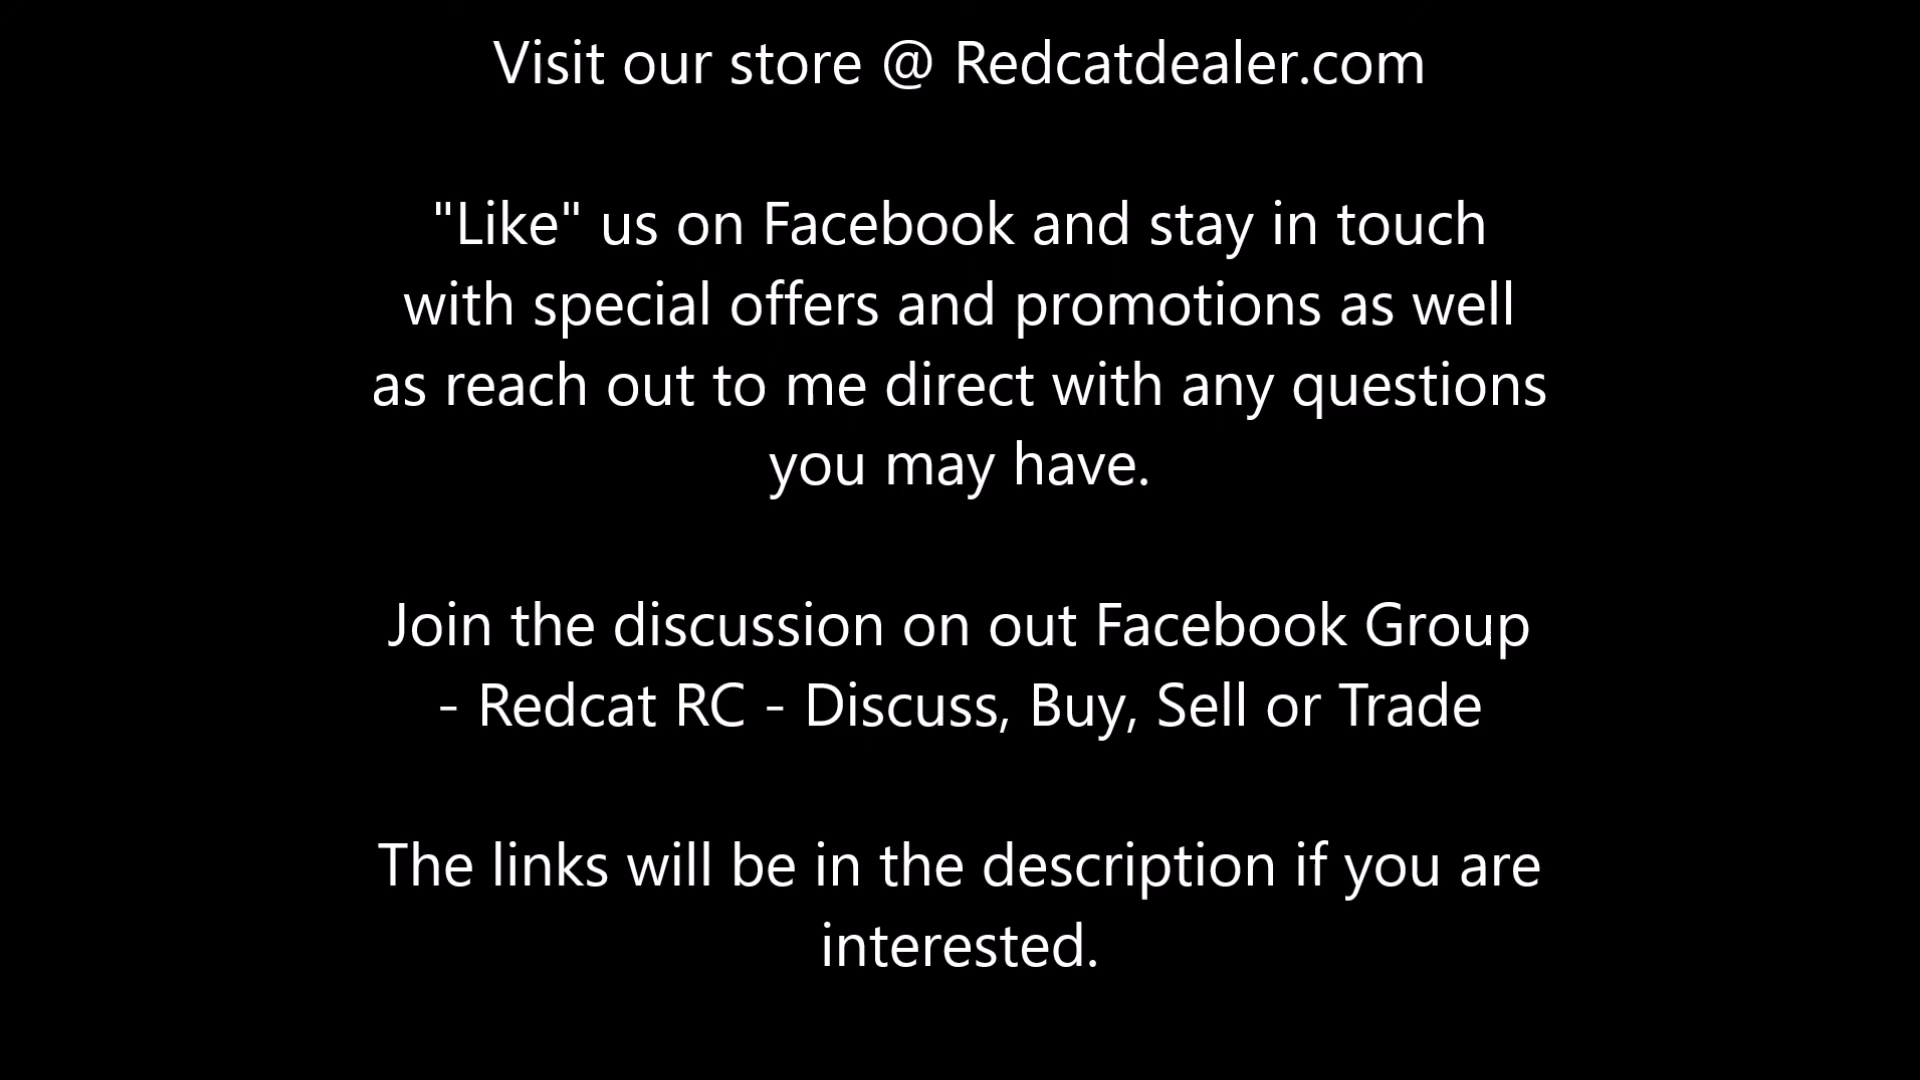 Visit our store @ Redcatdealer.com
"Like" us on Facebook and stay in touch
with special offers and promotions as well
as reach out to me direct with any questions
you may have.
Join the discussion on out Facebook Group
- Redcat RC - Discuss, Buy, Sell or Trade
The links will be in the description if you are
interested.